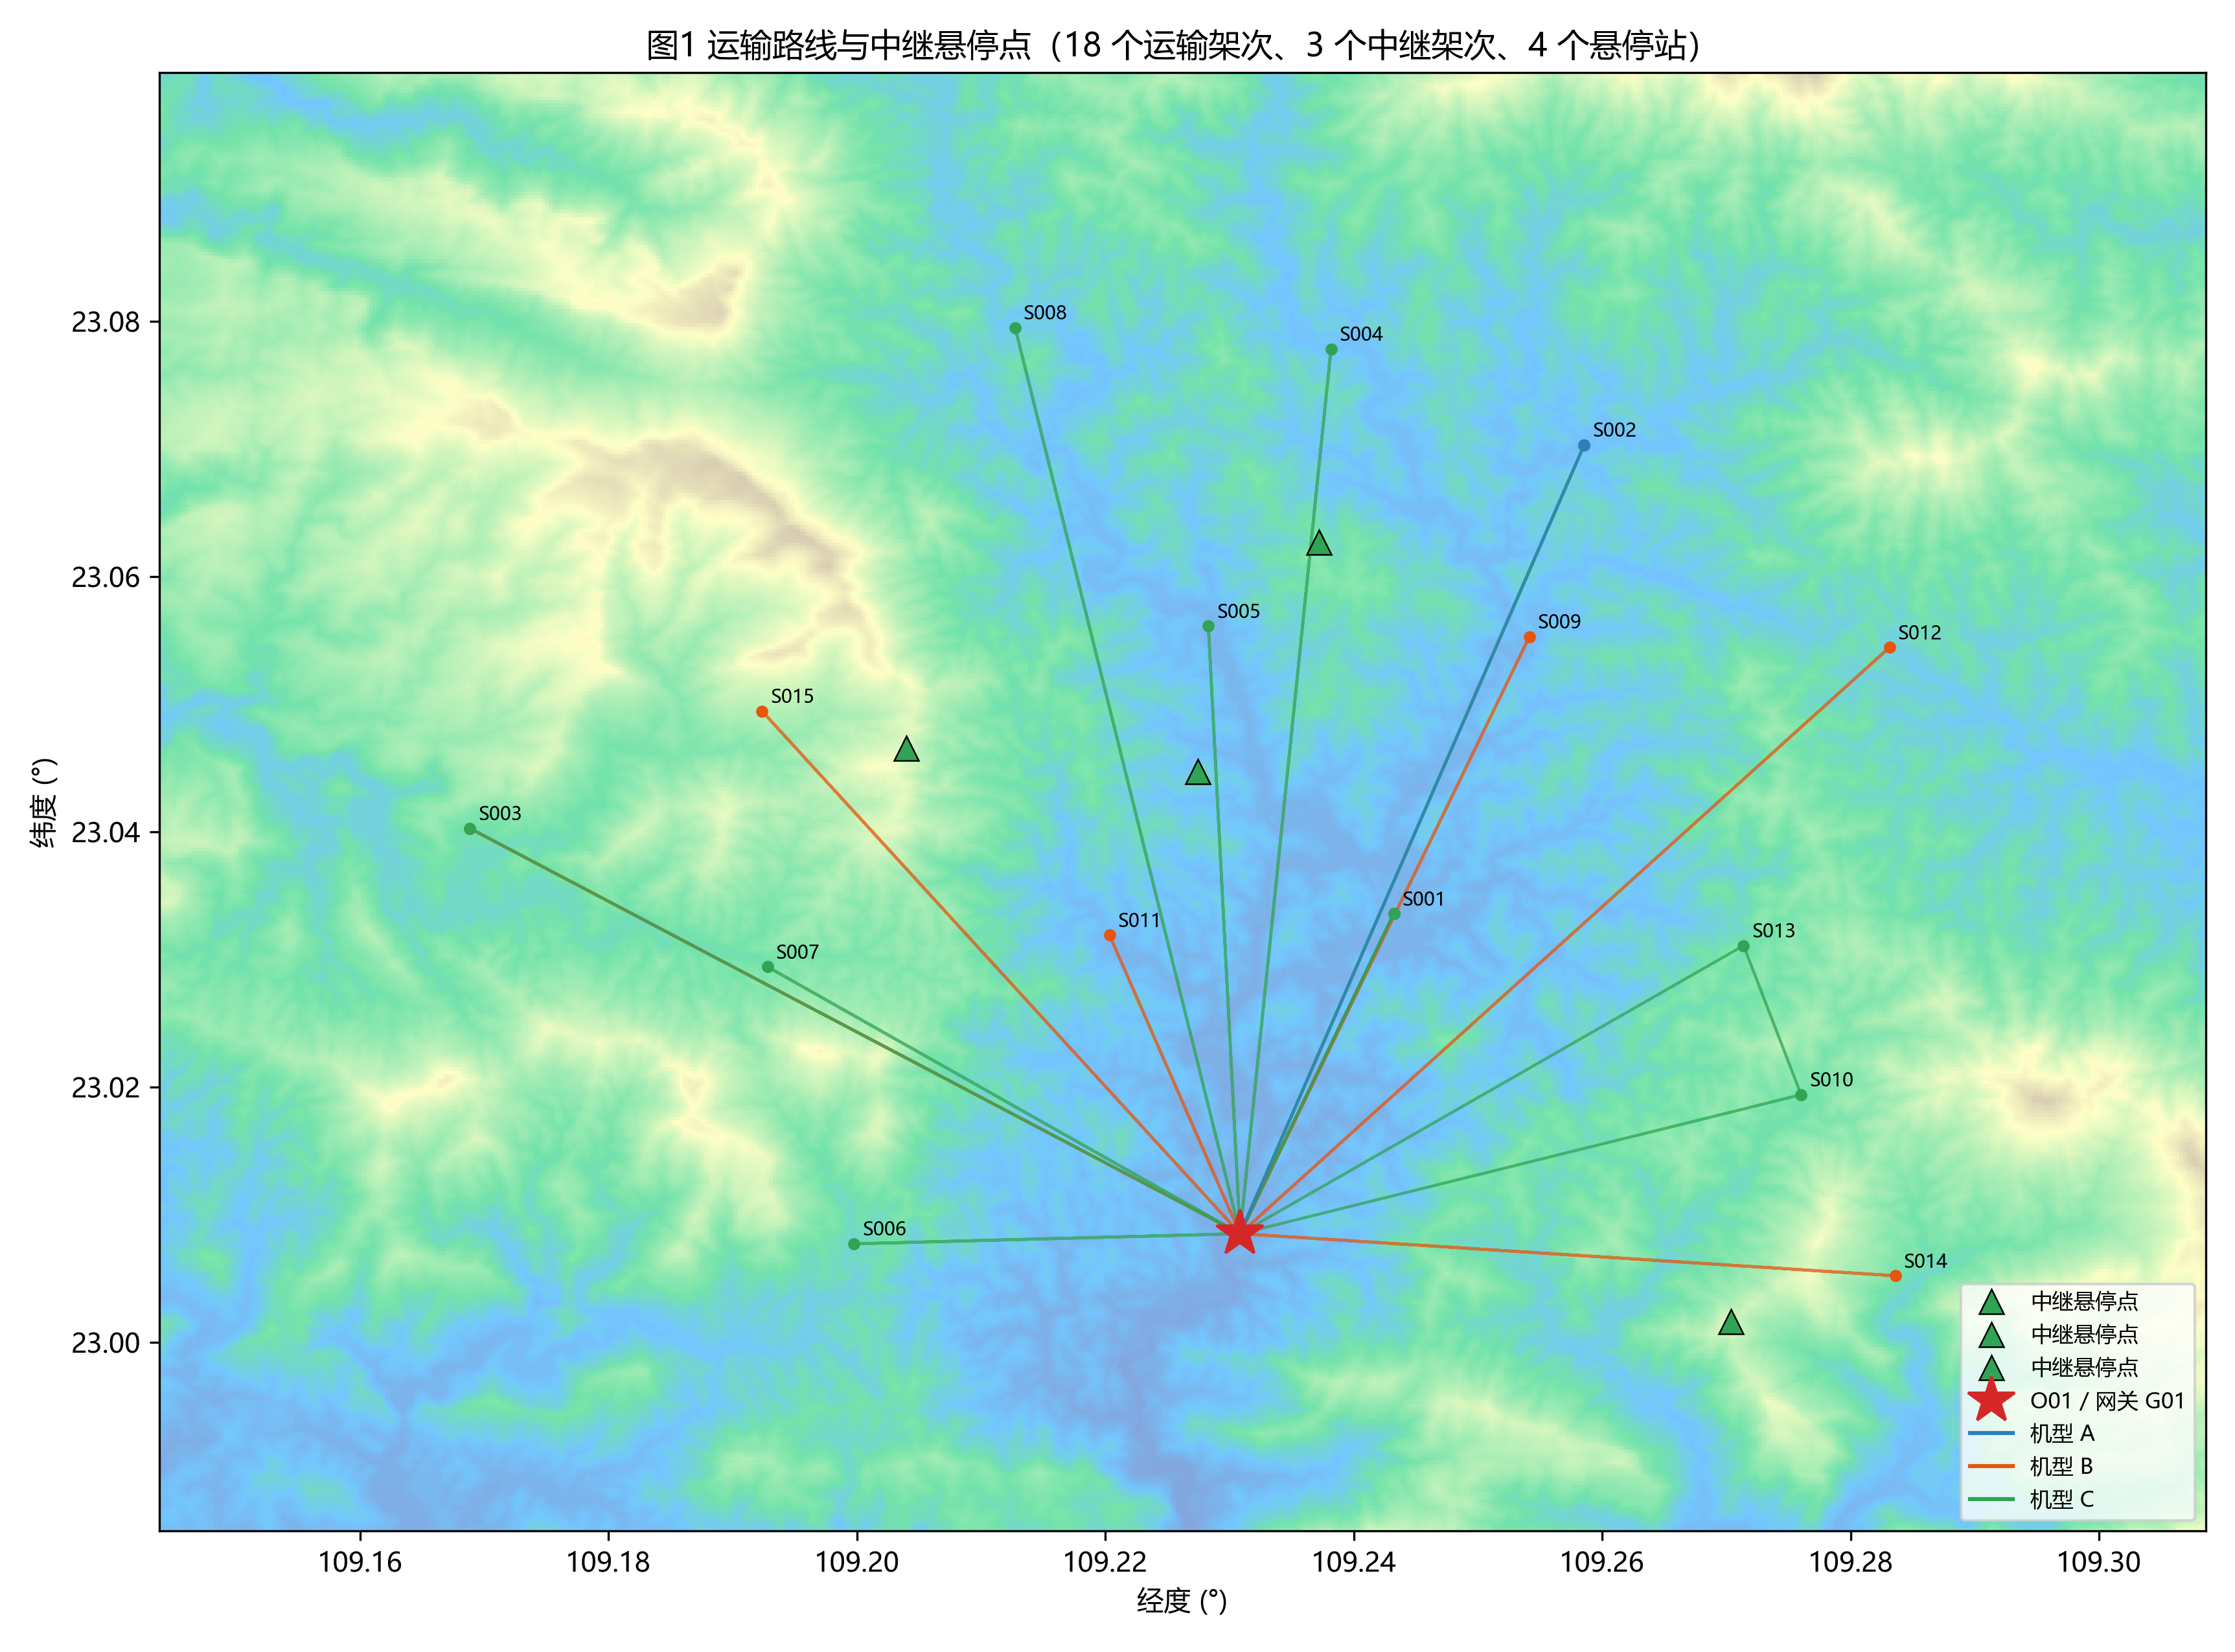 图1 运输路线与中继悬停点（18 个运输架次、3 个中继架次、4 个悬停站）
纬度 (°)
23.08
23.06
23.04
23.02
23.00
S008
S004
S002
S005
S009
S012
S015
S003
S001
S011
S013
S007
S010
S006
S014
中继悬停点
中继悬停点
中继悬停点
O01 / 网关 G01
机型 A
机型 B
机型 C
109.16
109.18
109.20
109.22
109.24
109.26
109.28
109.30
经度 (°)